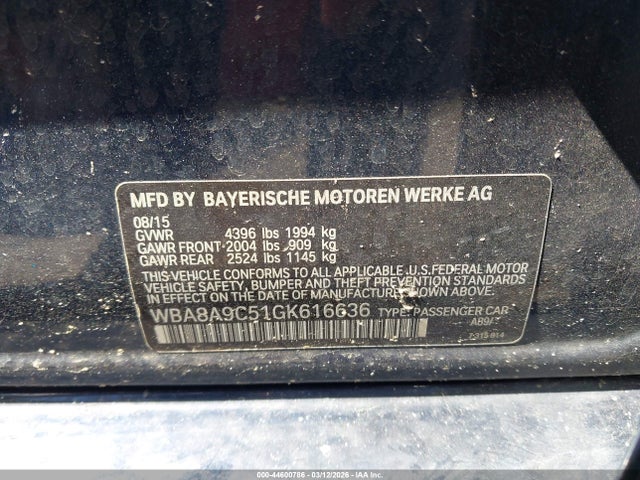 MFD BY BAYERISCHE MOTOREN WERKE AG
08/15
GVWR 4396 lbs 1994 kg
GAWR FRONT-2004 lbs 909 kg
GAWR REAR 2524 lbs 1145 kg
THIS VEHICLE CONFORMS TO ALL APPLICABLE U.S.FEDERAL MOTOR
VEHICLE SAFETY, BUMPER AND THEFT PREVENTION STANDARDS
IN EFFECT ON THE DATE OF MANUFACTURE SHOWN ABOVE.
WBA8A9C51GK616636 TYPE: PASSENGER CAR
000-44600786 - 03/12/2026 - IAAI.COM